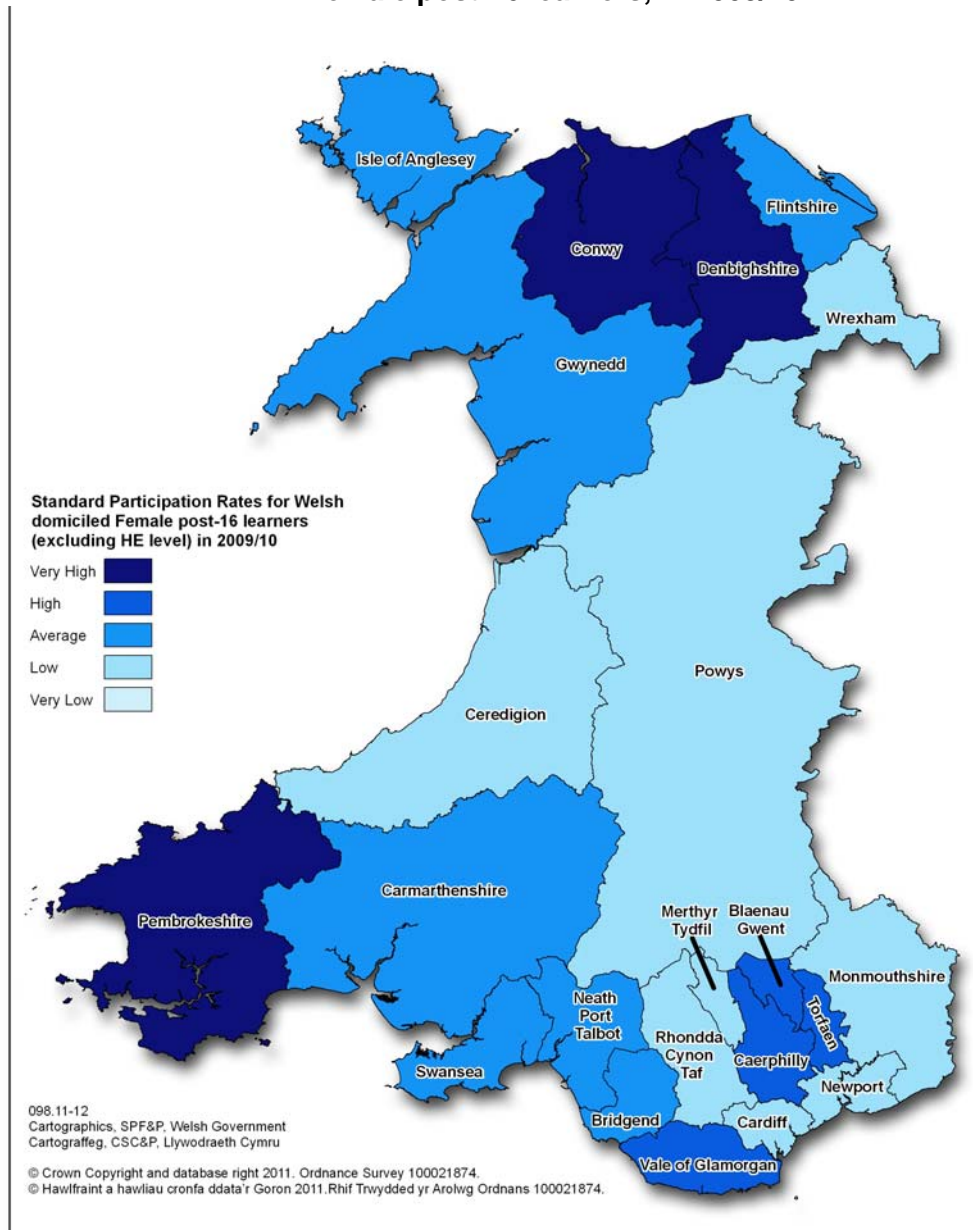 Isle of Anglesey
Flintshire
Conwy
Denbighshire
Wrexham
Gwynedd
Standard Participation Rates for Welsh
domiciled Female post-16 learners
(excluding HE level) in 2009/10
Very High
High
Average
Low
Very Low
Powys
Ceredigion
Carmarthenshire
Pembrokeshire
Merthyr
Tydfil
Blaenau
Gwent
Monmouthshire
Torfaen
Neath
Port
Talbot
Rhondda
Cynon
Taf
Caerphilly
Swansea
Newport
Bridgend
Cardiff
Vale of Glamorgan
098.11-12
Cartographics, SPF&P, Welsh Government
Cartograffeg, CSC&P, Llywodraeth Cymru
© Crown Copyright and database right 2011. Ordnance Survey 100021874.
© Hawlfraint a hawliau cronfa ddata'r Goron 2011.Rhif Trwydded yr Arolwg Ordnans 100021874.